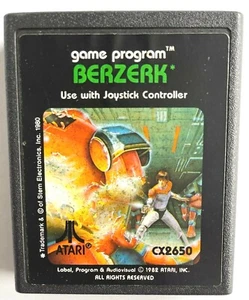 game program™
BERZERK*
Use with Joystick Controller
* Trademark & © of Stern Electronics, Inc. 1980
ATARI®
CX2650
Label, Program & Audiovisual © 1982 ATARI, INC.
ALL RIGHTS RESERVED